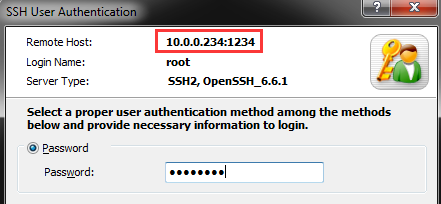 SSH User Authentication
Remote Host: 10.0.0.234:1234
Login Name: root
Server Type: SSH2, OpenSSH_6.6.1
Select a proper user authentication method among the methods
below and provide necessary information to login.
Password
Password: ••••••••